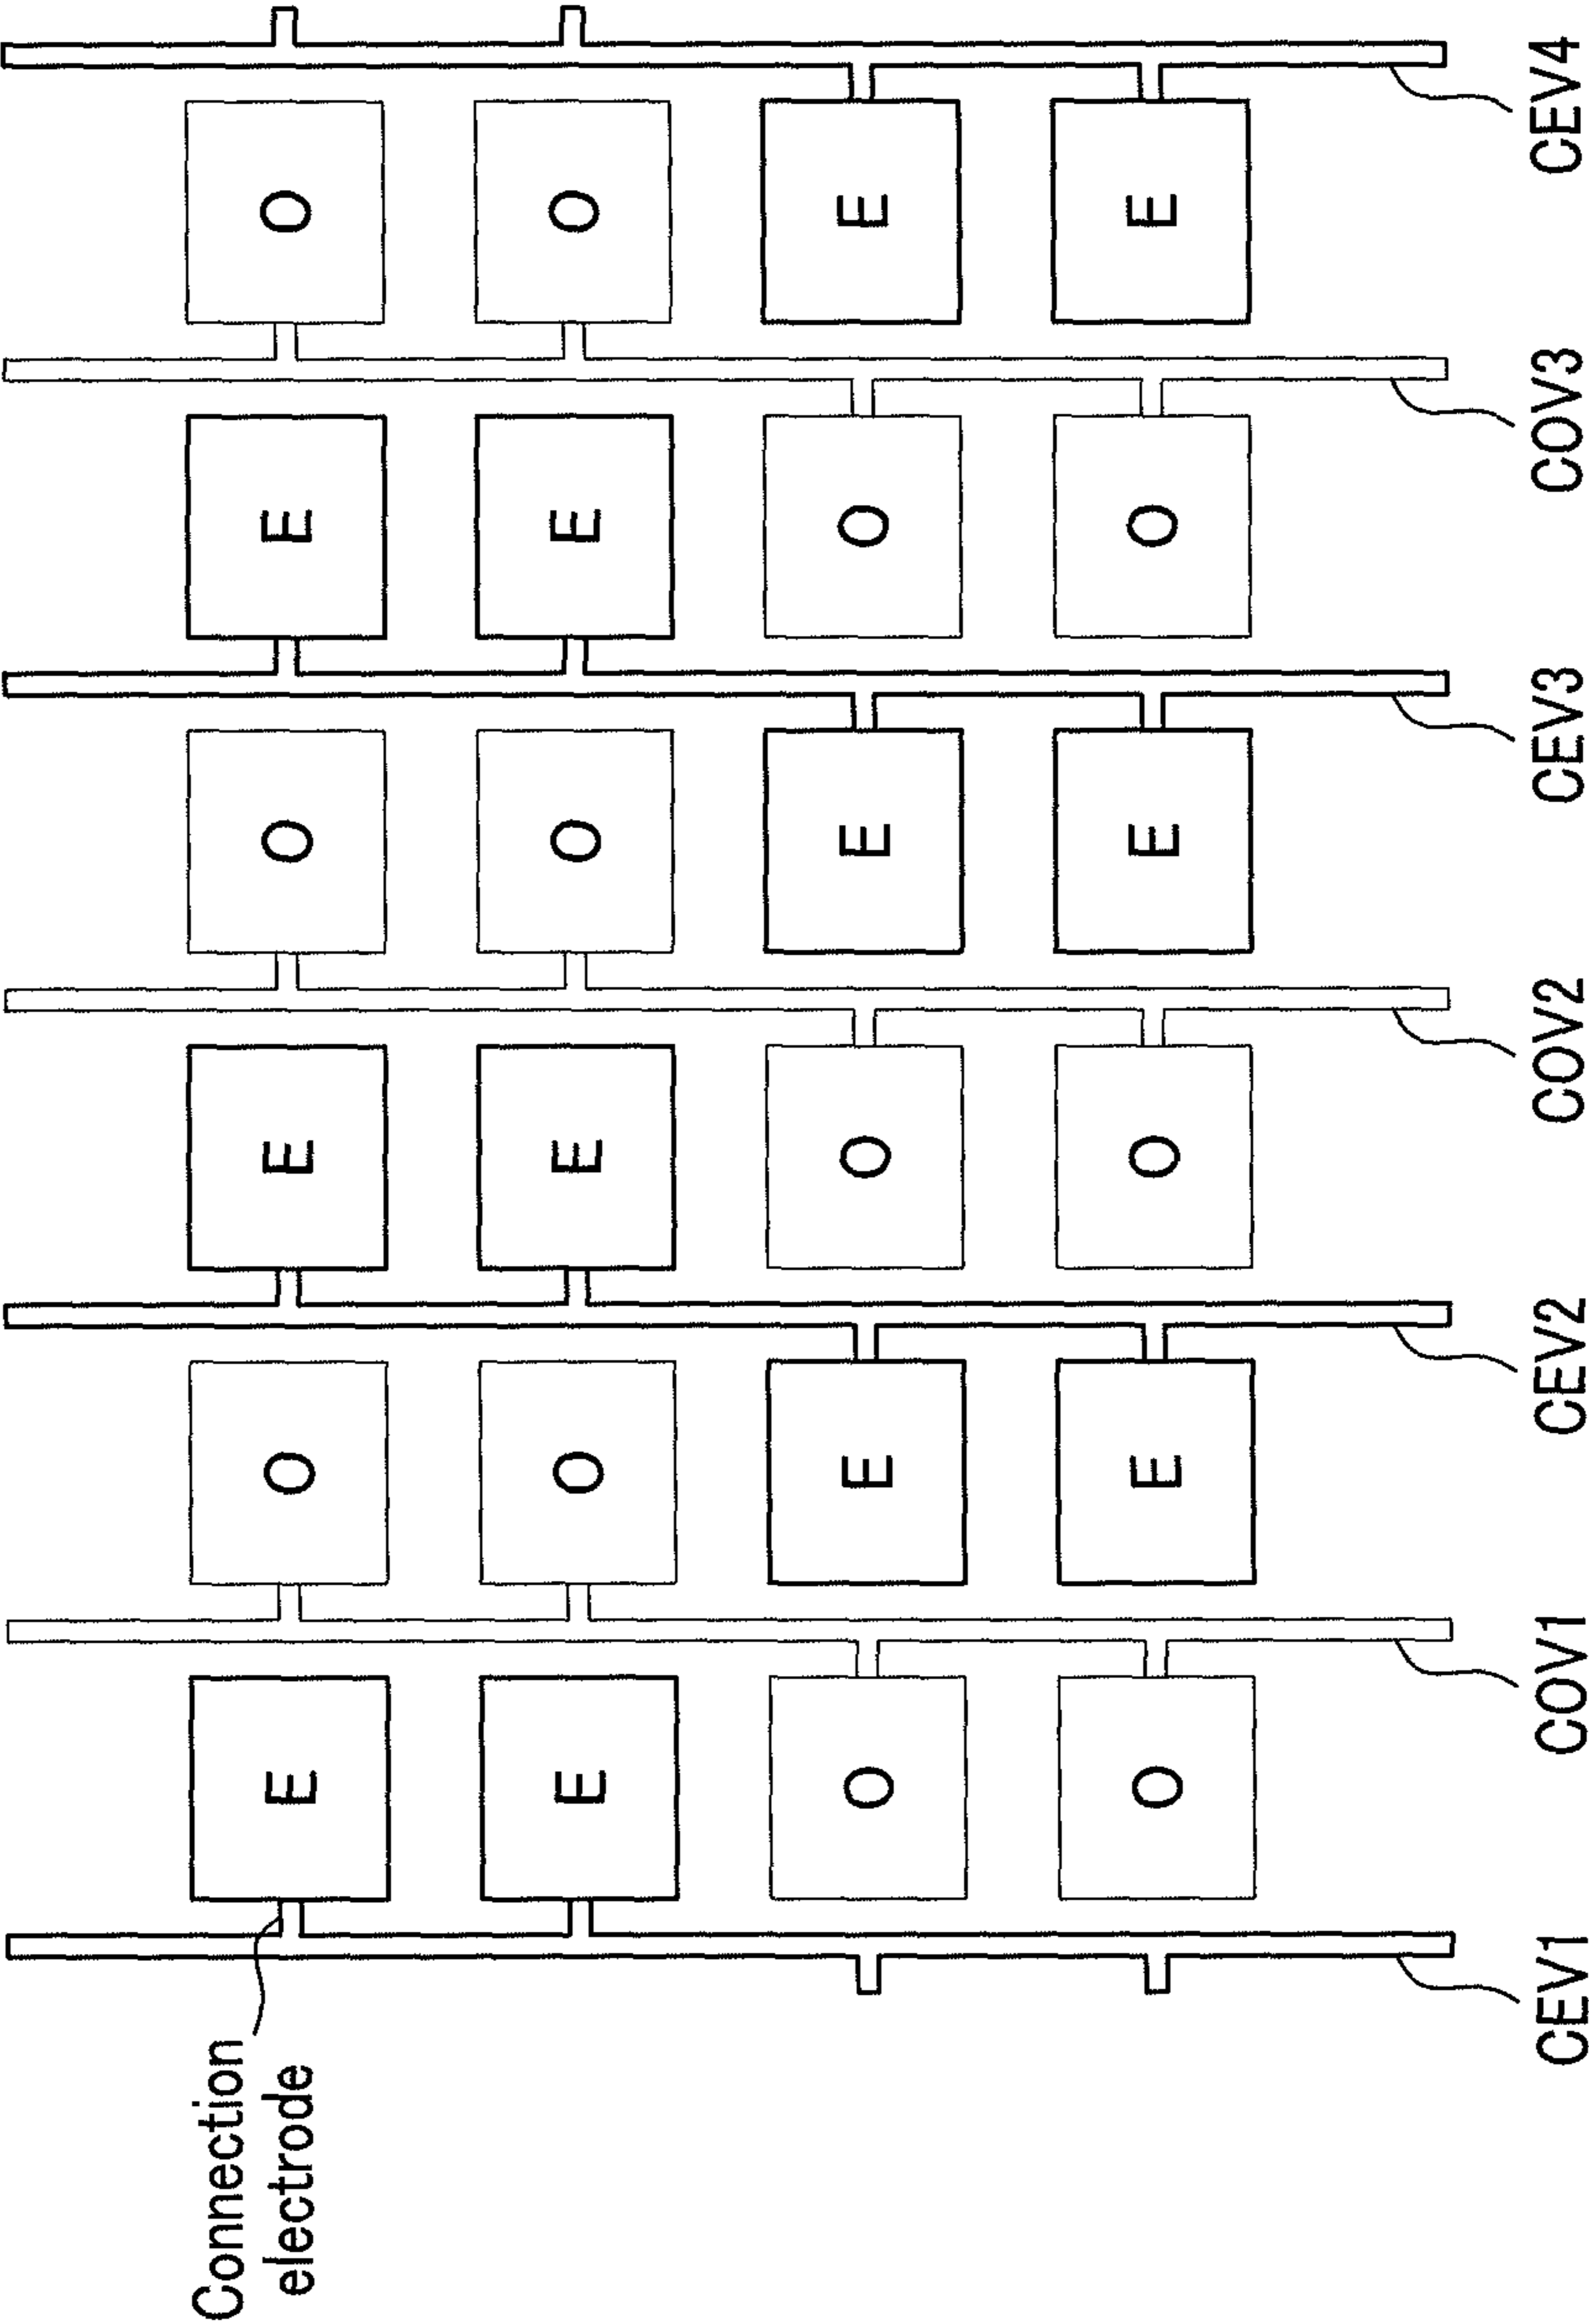 Connection
electrode
E O E O E O
E O E O E O
O E O E O E
O E O E O E
CEV1 COV1 CEV2 COV2 CEV3 COV3 CEV4